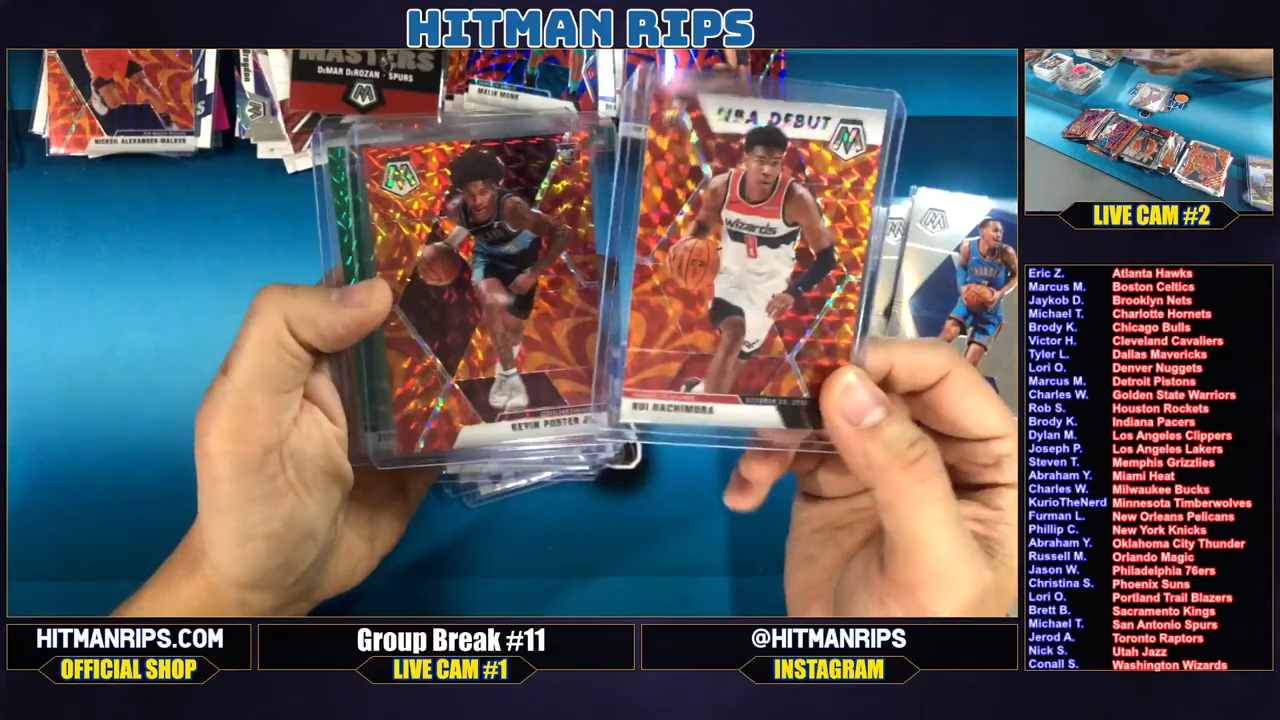 HITMAN RIPS
MASTERS
DeMAR DeROZAN · SPURS
MALIK MONK
NICKEIL ALEXANDER-WALKER
NBA DEBUT
Wizards
8
THUNDER
KEVIN PORTER J
RUI HACHIMURA
LIVE CAM #2
Eric Z. Atlanta Hawks
Marcus M. Boston Celtics
Jaykob D. Brooklyn Nets
Michael T. Charlotte Hornets
Brody K. Chicago Bulls
Victor H. Cleveland Cavaliers
Tyler L. Dallas Mavericks
Lori O. Denver Nuggets
Marcus M. Detroit Pistons
Charles W. Golden State Warriors
Rob S. Houston Rockets
Brody K. Indiana Pacers
Dylan M. Los Angeles Clippers
Joseph P. Los Angeles Lakers
Steven T. Memphis Grizzlies
Abraham Y. Miami Heat
Charles W. Milwaukee Bucks
KurioTheNerd Minnesota Timberwolves
Furman L. New Orleans Pelicans
Phillip C. New York Knicks
Abraham Y. Oklahoma City Thunder
Russell M. Orlando Magic
Jason W. Philadelphia 76ers
Christina S. Phoenix Suns
Lori O. Portland Trail Blazers
Brett B. Sacramento Kings
Michael T. San Antonio Spurs
Jerod A. Toronto Raptors
Nick S. Utah Jazz
Conall S. Washington Wizards
HITMANRIPS.COM
OFFICIAL SHOP
Group Break #11
LIVE CAM #1
@HITMANRIPS
INSTAGRAM